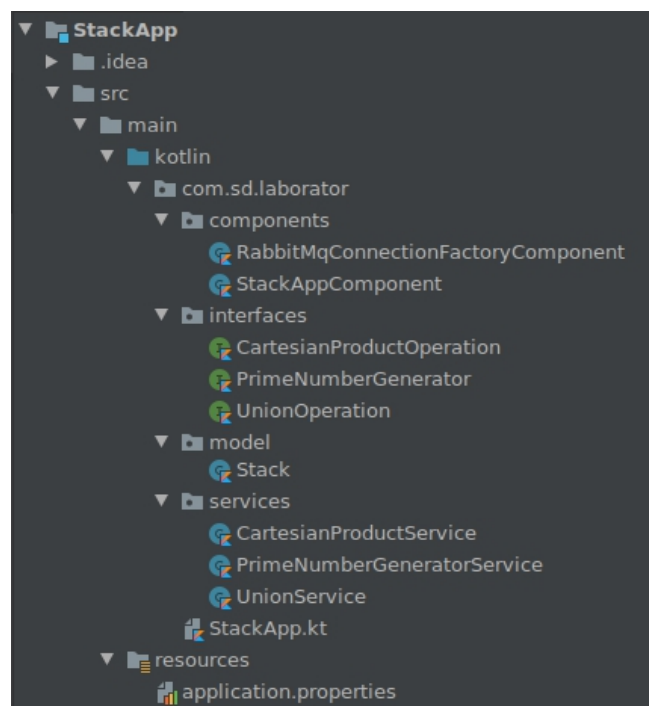 StackApp
.idea
src
main
kotlin
com.sd.laborator
components
RabbitMqConnectionFactoryComponent
StackAppComponent
interfaces
CartesianProductOperation
PrimeNumberGenerator
UnionOperation
model
Stack
services
CartesianProductService
PrimeNumberGeneratorService
UnionService
StackApp.kt
resources
application.properties